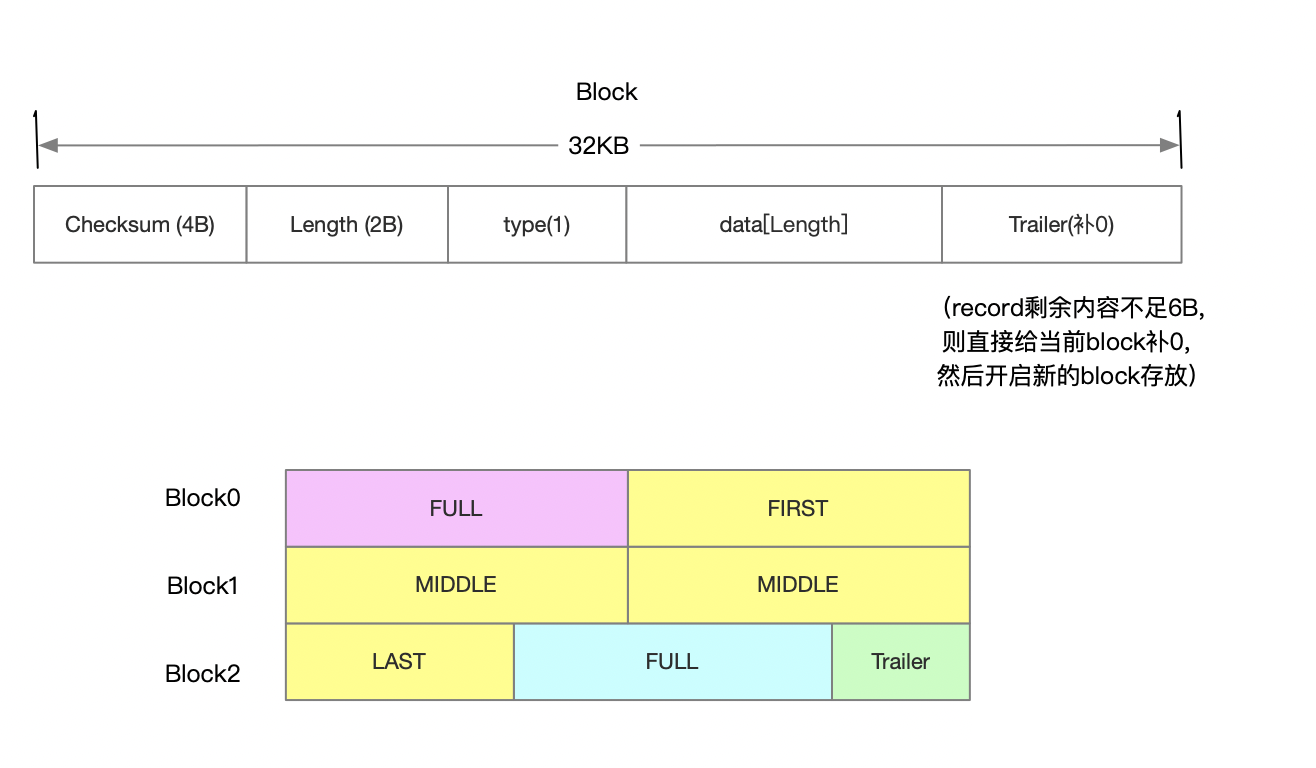 Block
32KB
Checksum (4B)
Length (2B)
type(1)
data[Length]
Trailer(补0)
（record剩余内容不足6B,
则直接给当前block补0,
然后开启新的block存放）
Block0
FULL
FIRST
Block1
MIDDLE
MIDDLE
Block2
LAST
FULL
Trailer